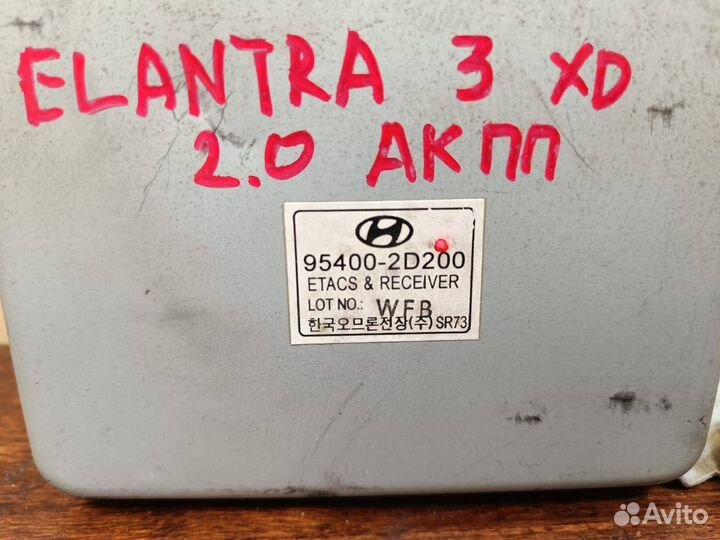 ELANTRA 3 XD
2.0 АКПП
95400-2D200
ETACS & RECEIVER
LOT NO.: WFB
한국오므론전장(주) SR73
Avito